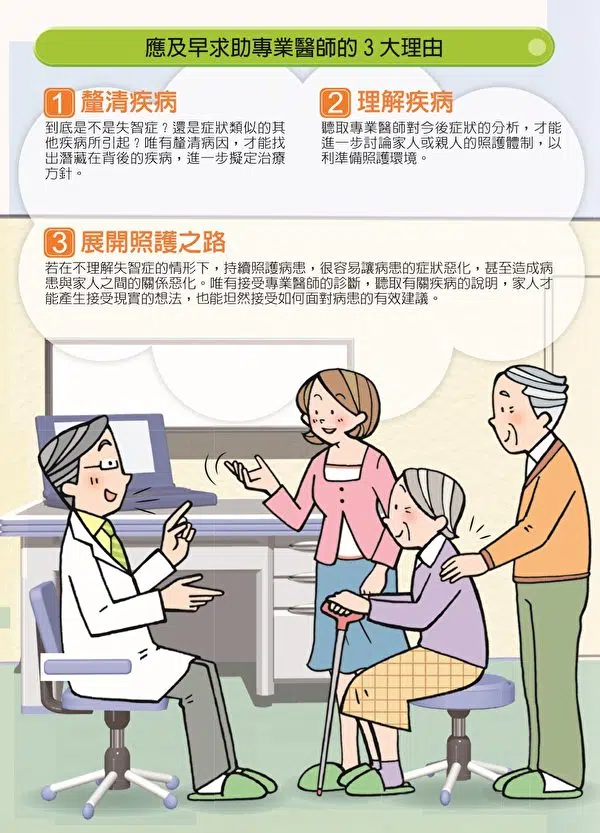 應及早求助專業醫師的 3 大理由
1 釐清疾病
到底是不是失智症？還是症狀類似的其
他疾病所引起？唯有釐清病因，才能找
出潛藏在背後的疾病，進一步擬定治療
方針。
2 理解疾病
聽取專業醫師對今後症狀的分析，才能
進一步討論家人或親人的照護體制，以
利準備照護環境。
3 展開照護之路
若在不理解失智症的情形下，持續照護病患，很容易讓病患的症狀惡化，甚至造成病
患與家人之間的關係惡化。唯有接受專業醫師的診斷，聽取有關疾病的說明，家人才
能產生接受現實的想法，也能坦然接受如何面對病患的有效建議。